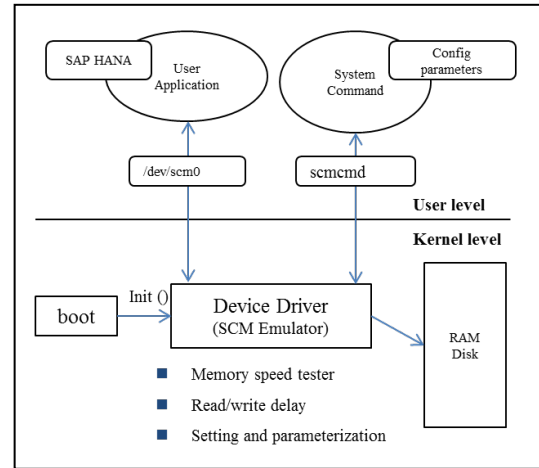 SAP HANA
User
Application
System
Command
Config
parameters
/dev/scm0
scmcmd
User level
Kernel level
boot
Init ()
Device Driver
(SCM Emulator)
RAM
Disk
Memory speed tester
Read/write delay
Setting and parameterization